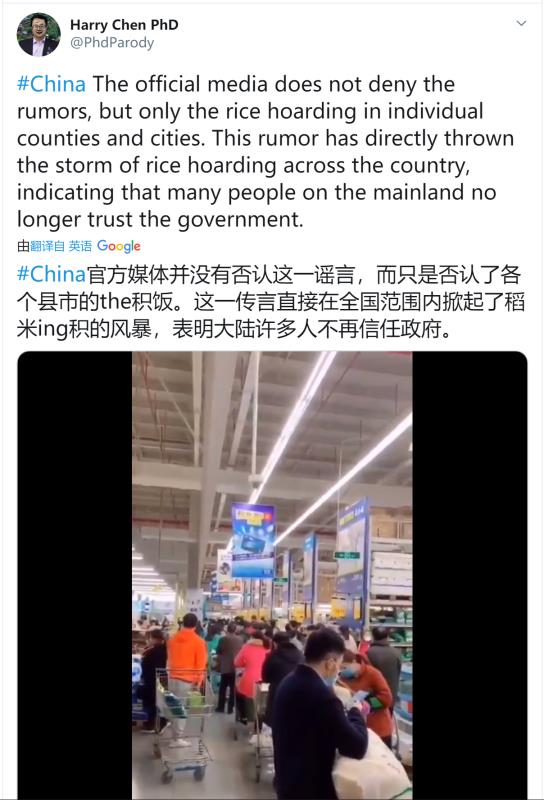 Harry Chen PhD
@PhdParody
#China The official media does not deny the
rumors, but only the rice hoarding in individual
counties and cities. This rumor has directly thrown
the storm of rice hoarding across the country,
indicating that many people on the mainland no
longer trust the government.
由翻译自 英语 Google
#China官方媒体并没有否认这一谣言，而只是否认了各
个县市的the积饭。这一传言直接在全国范围内掀起了稻
米ing积的风暴，表明大陆许多人不再信任政府。